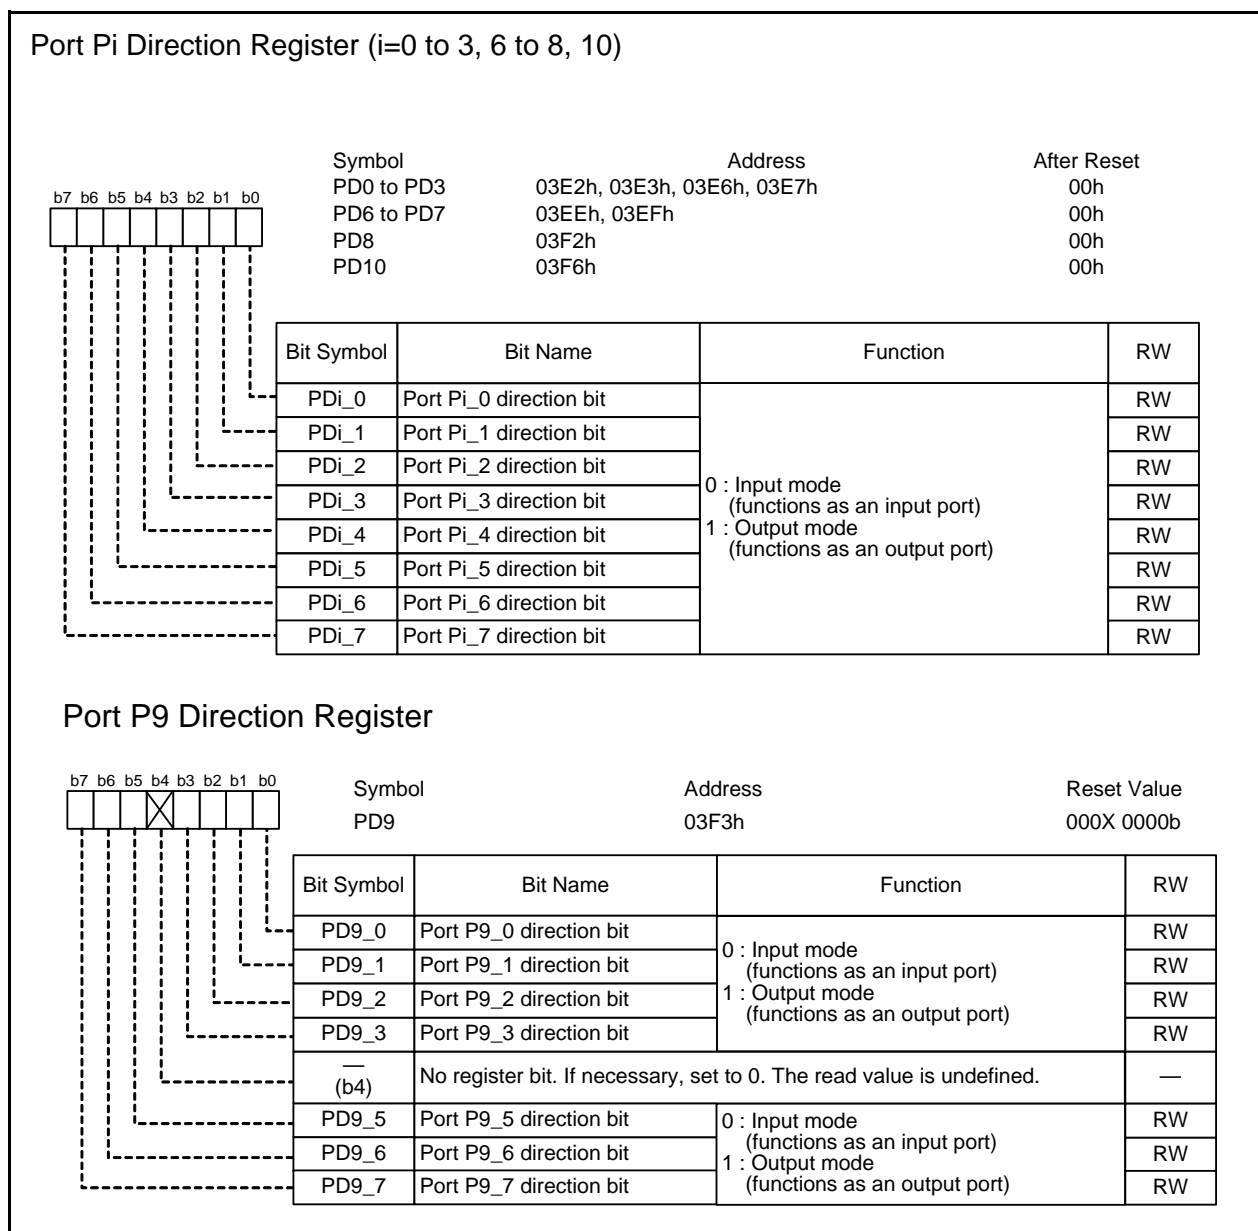 Port Pi Direction Register (i=0 to 3, 6 to 8, 10)
Symbol Address After Reset
PD0 to PD3 03E2h, 03E3h, 03E6h, 03E7h 00h
PD6 to PD7 03EEh, 03EFh 00h
PD8 03F2h 00h
PD10 03F6h 00h
b7 b6 b5 b4 b3 b2 b1 b0
Bit Symbol Bit Name Function RW
PDi_0 Port Pi_0 direction bit RW
PDi_1 Port Pi_1 direction bit RW
PDi_2 Port Pi_2 direction bit RW
PDi_3 Port Pi_3 direction bit RW
PDi_4 Port Pi_4 direction bit RW
PDi_5 Port Pi_5 direction bit RW
PDi_6 Port Pi_6 direction bit RW
PDi_7 Port Pi_7 direction bit RW
0 : Input mode
(functions as an input port)
1 : Output mode
(functions as an output port)
Port P9 Direction Register
b7 b6 b5 b4 b3 b2 b1 b0
Symbol Address Reset Value
PD9 03F3h 000X 0000b
Bit Symbol Bit Name Function RW
PD9_0 Port P9_0 direction bit RW
PD9_1 Port P9_1 direction bit RW
PD9_2 Port P9_2 direction bit RW
PD9_3 Port P9_3 direction bit RW
0 : Input mode
(functions as an input port)
1 : Output mode
(functions as an output port)
—
(b4) No register bit. If necessary, set to 0. The read value is undefined. —
PD9_5 Port P9_5 direction bit RW
PD9_6 Port P9_6 direction bit RW
PD9_7 Port P9_7 direction bit RW
0 : Input mode
(functions as an input port)
1 : Output mode
(functions as an output port)